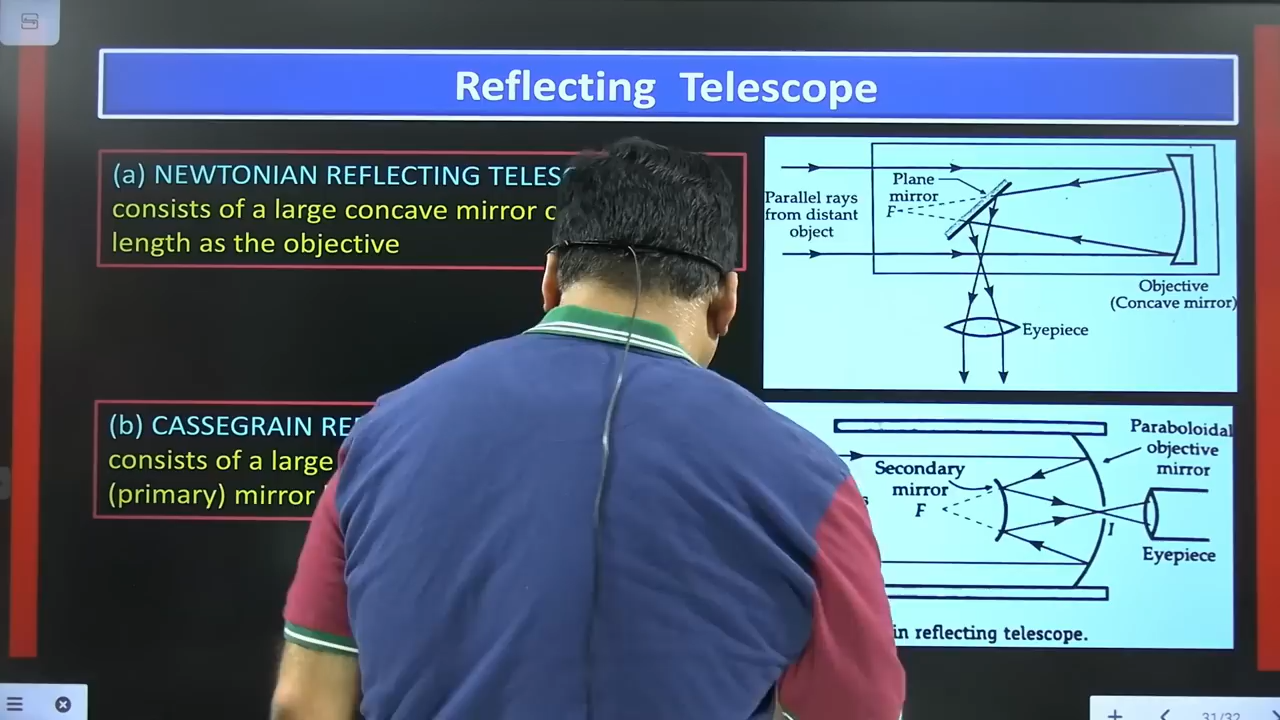 Reflecting Telescope
(a) NEWTONIAN REFLECTING
consists of a large concave mirror
length as the objective
Plane
mirror
F
Parallel rays
from distant
object
Objective
(Concave mirror)
Eyepiece
(b) CASSEGRAIN
consists of a large
(primary) mirror
Paraboloidal
objective
mirror
Secondary
mirror
F
I
Eyepiece
in reflecting telescope.
31/32